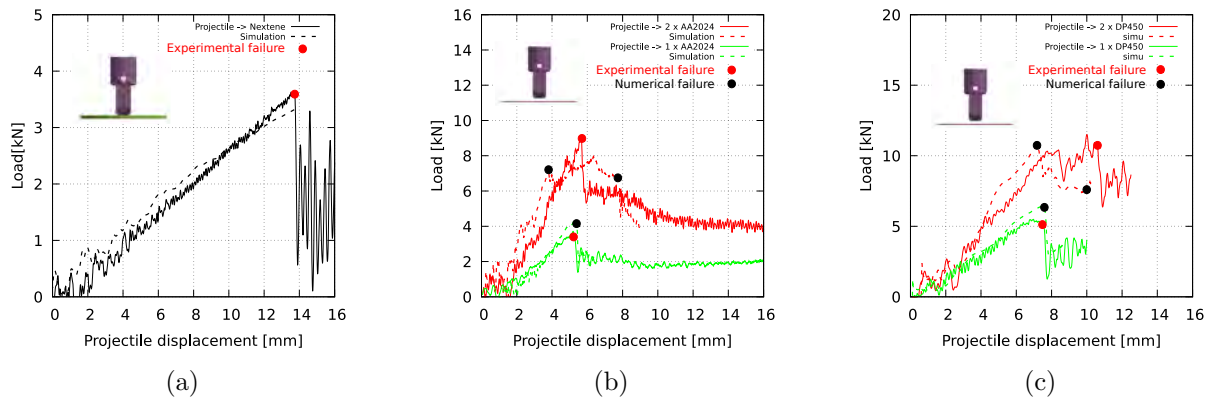 Projectile -> Nextene
Simulation
Experimental failure
5
4
3
2
1
0
Load[kN]
0 2 4 6 8 10 12 14 16
Projectile displacement [mm]
(a)
Projectile -> 2 x AA2024
Simulation
Projectile -> 1 x AA2024
Simulation
Experimental failure
Numerical failure
16
14
12
10
8
6
4
2
0
Load [kN]
0 2 4 6 8 10 12 14 16
Projectile displacement [mm]
(b)
Projectile -> 2 x DP450
simu
Projectile -> 1 x DP450
simu
Experimental failure
Numerical failure
20
15
10
5
0
Load [kN]
0 2 4 6 8 10 12 14 16
Projectile displacement [mm]
(c)